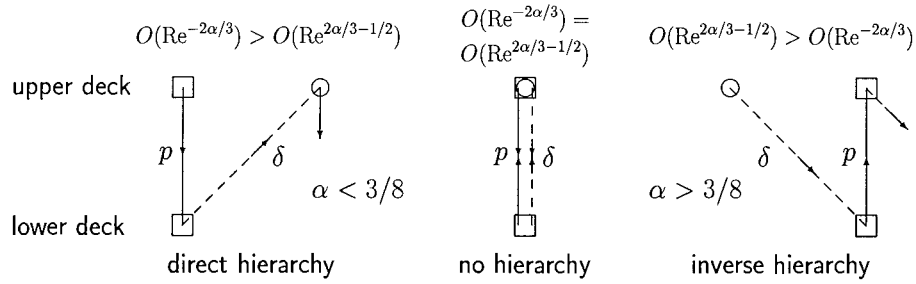 O(Re^{-2α/3}) > O(Re^{2α/3-1/2})
O(Re^{-2α/3}) =
O(Re^{2α/3-1/2})
O(Re^{2α/3-1/2}) > O(Re^{-2α/3})
upper deck
p
δ
p
δ
δ
p
α < 3/8
α > 3/8
lower deck
direct hierarchy
no hierarchy
inverse hierarchy